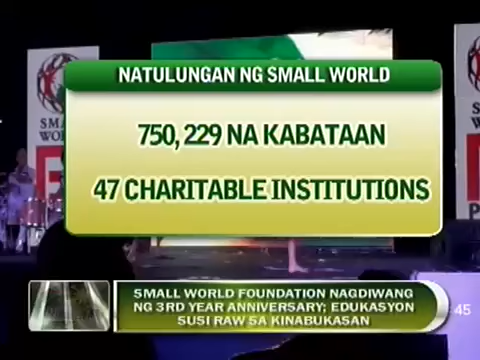 NATULUNGAN NG SMALL WORLD
750,229 NA KABATAAN
47 CHARITABLE INSTITUTIONS
SMALL WORLD FOUNDATION NAGDIWANG
NG 3RD YEAR ANNIVERSARY; EDUKASYON
SUSI RAW SA KINABUKASAN
45